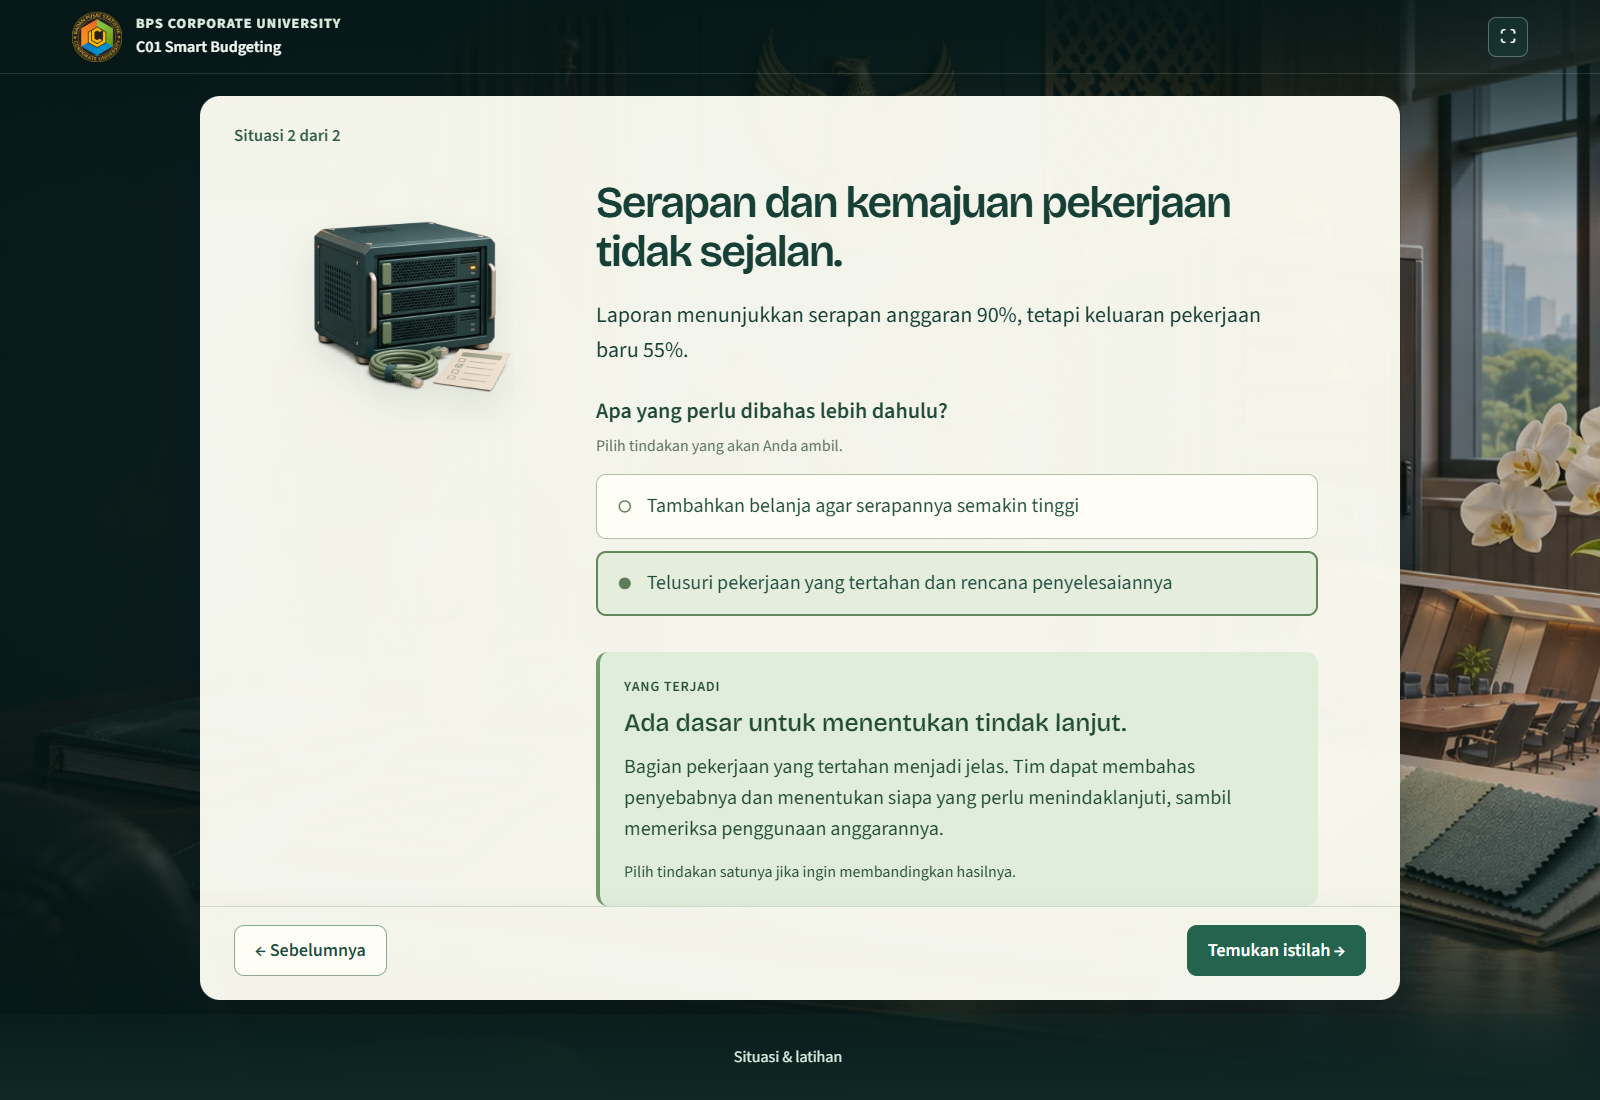 BPS CORPORATE UNIVERSITY
C01 Smart Budgeting
Situasi 2 dari 2
Serapan dan kemajuan pekerjaan
tidak sejalan.
Laporan menunjukkan serapan anggaran 90%, tetapi keluaran pekerjaan
baru 55%.
Apa yang perlu dibahas lebih dahulu?
Pilih tindakan yang akan Anda ambil.
Tambahkan belanja agar serapannya semakin tinggi
Telusuri pekerjaan yang tertahan dan rencana penyelesaiannya
YANG TERJADI
Ada dasar untuk menentukan tindak lanjut.
Bagian pekerjaan yang tertahan menjadi jelas. Tim dapat membahas
penyebabnya dan menentukan siapa yang perlu menindaklanjuti, sambil
memeriksa penggunaan anggarannya.
Pilih tindakan satunya jika ingin membandingkan hasilnya.
← Sebelumnya
Temukan istilah →
Situasi & latihan